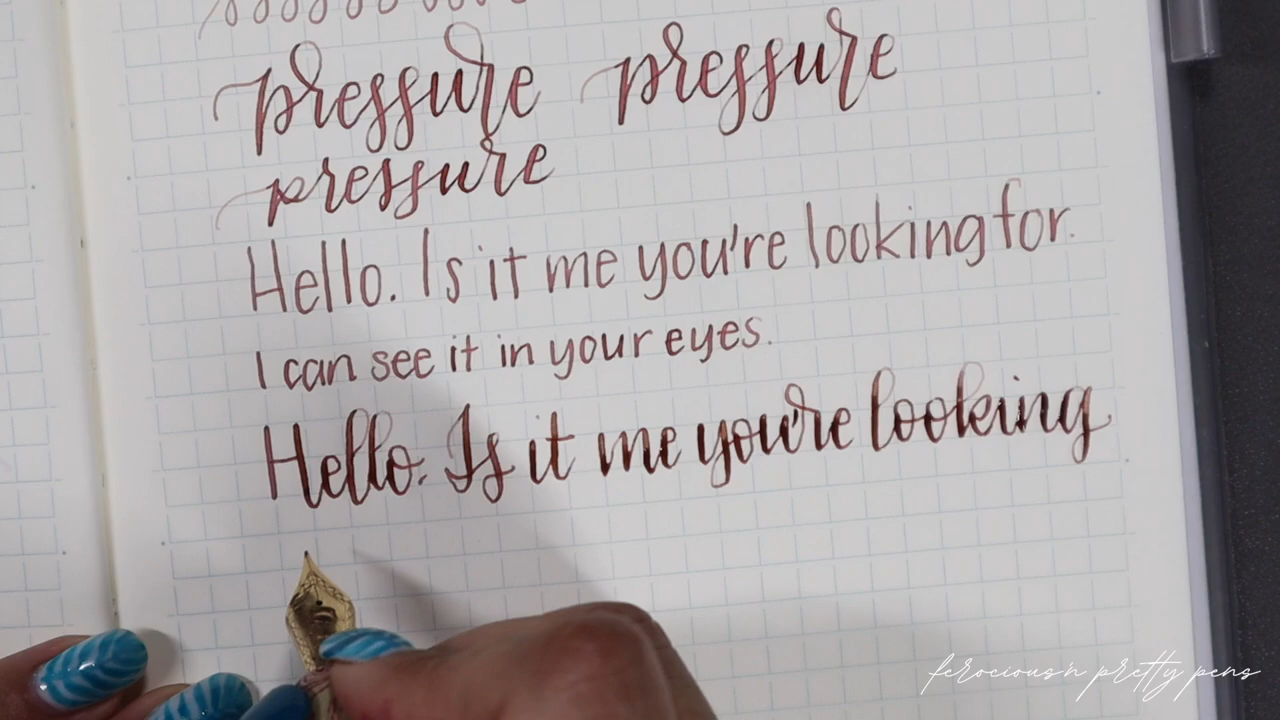 pressure pressure
pressure
Hello. Is it me you're looking for.
I can see it in your eyes.
Hello. Is it me you're looking
ferocious'n pretty pens